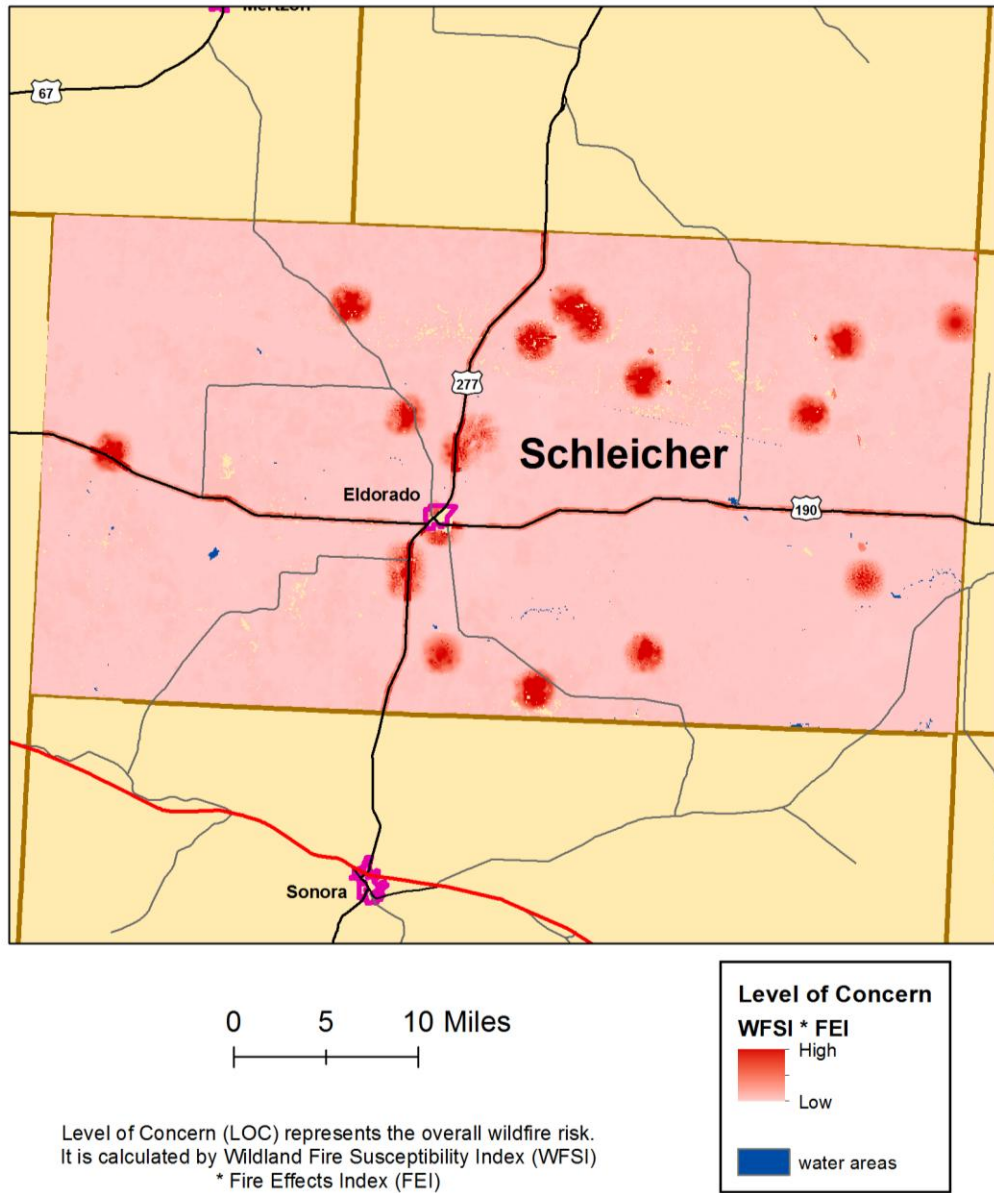 Mertzon
67
277
Schleicher
Eldorado
190
Sonora
0 5 10 Miles
Level of Concern
WFSI * FEI
High
Low
water areas
Level of Concern (LOC) represents the overall wildfire risk.
It is calculated by Wildland Fire Susceptibility Index (WFSI)
* Fire Effects Index (FEI)